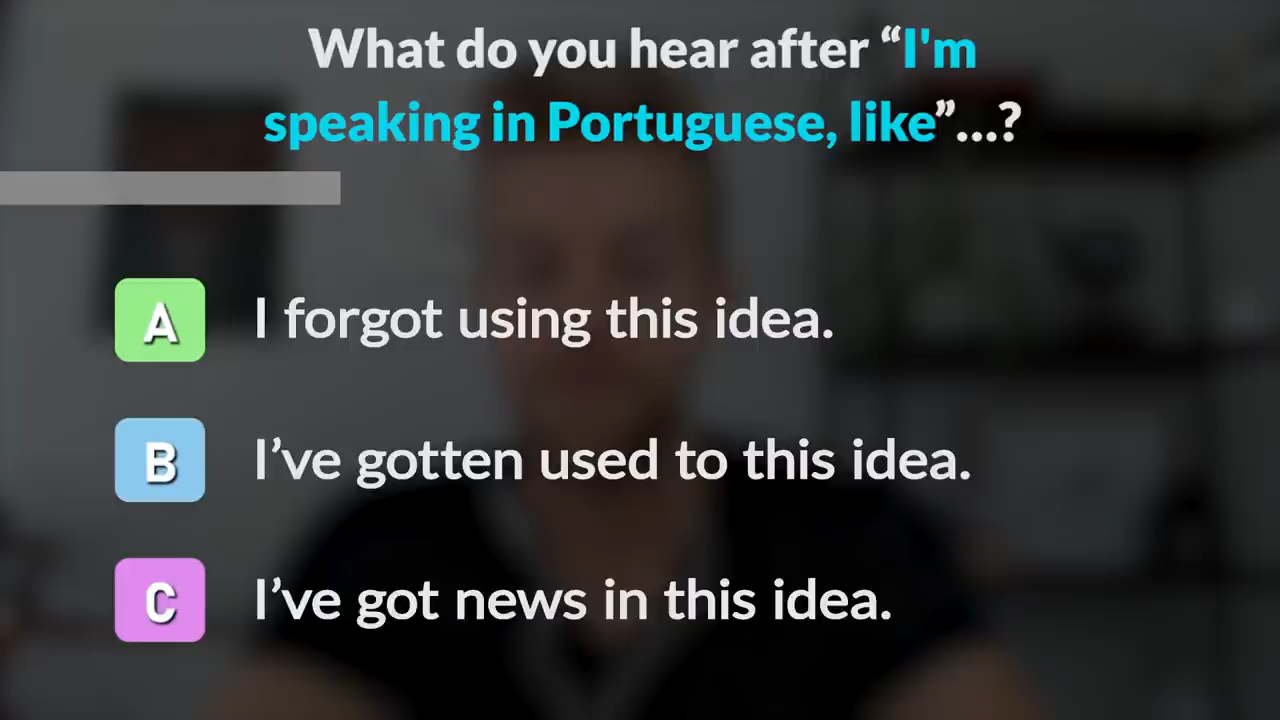 What do you hear after “I'm
speaking in Portuguese, like”...?
A I forgot using this idea.
B I’ve gotten used to this idea.
C I’ve got news in this idea.